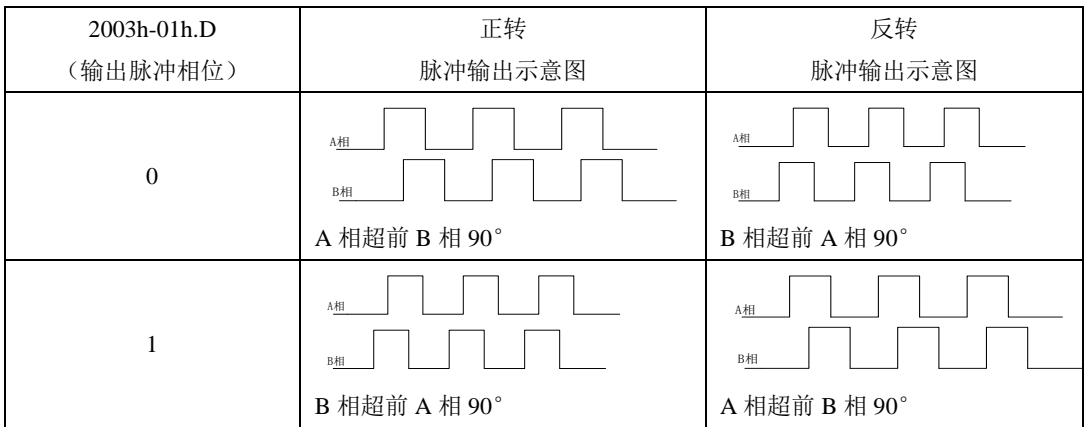 2003h-01h.D
（输出脉冲相位）
正转
脉冲输出示意图
反转
脉冲输出示意图
0
A相
B相
A 相超前 B 相 90°
A相
B相
B 相超前 A 相 90°
1
A相
B相
B 相超前 A 相 90°
A相
B相
A 相超前 B 相 90°